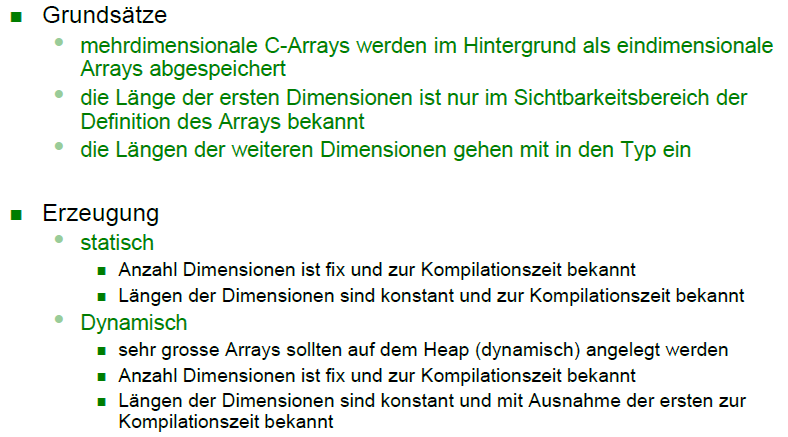 Grundsätze
mehrdimensionale C-Arrays werden im Hintergrund als eindimensionale
Arrays abgespeichert
die Länge der ersten Dimensionen ist nur im Sichtbarkeitsbereich der
Definition des Arrays bekannt
die Längen der weiteren Dimensionen gehen mit in den Typ ein
Erzeugung
statisch
Anzahl Dimensionen ist fix und zur Kompilationszeit bekannt
Längen der Dimensionen sind konstant und zur Kompilationszeit bekannt
Dynamisch
sehr grosse Arrays sollten auf dem Heap (dynamisch) angelegt werden
Anzahl Dimensionen ist fix und zur Kompilationszeit bekannt
Längen der Dimensionen sind konstant und mit Ausnahme der ersten zur
Kompilationszeit bekannt